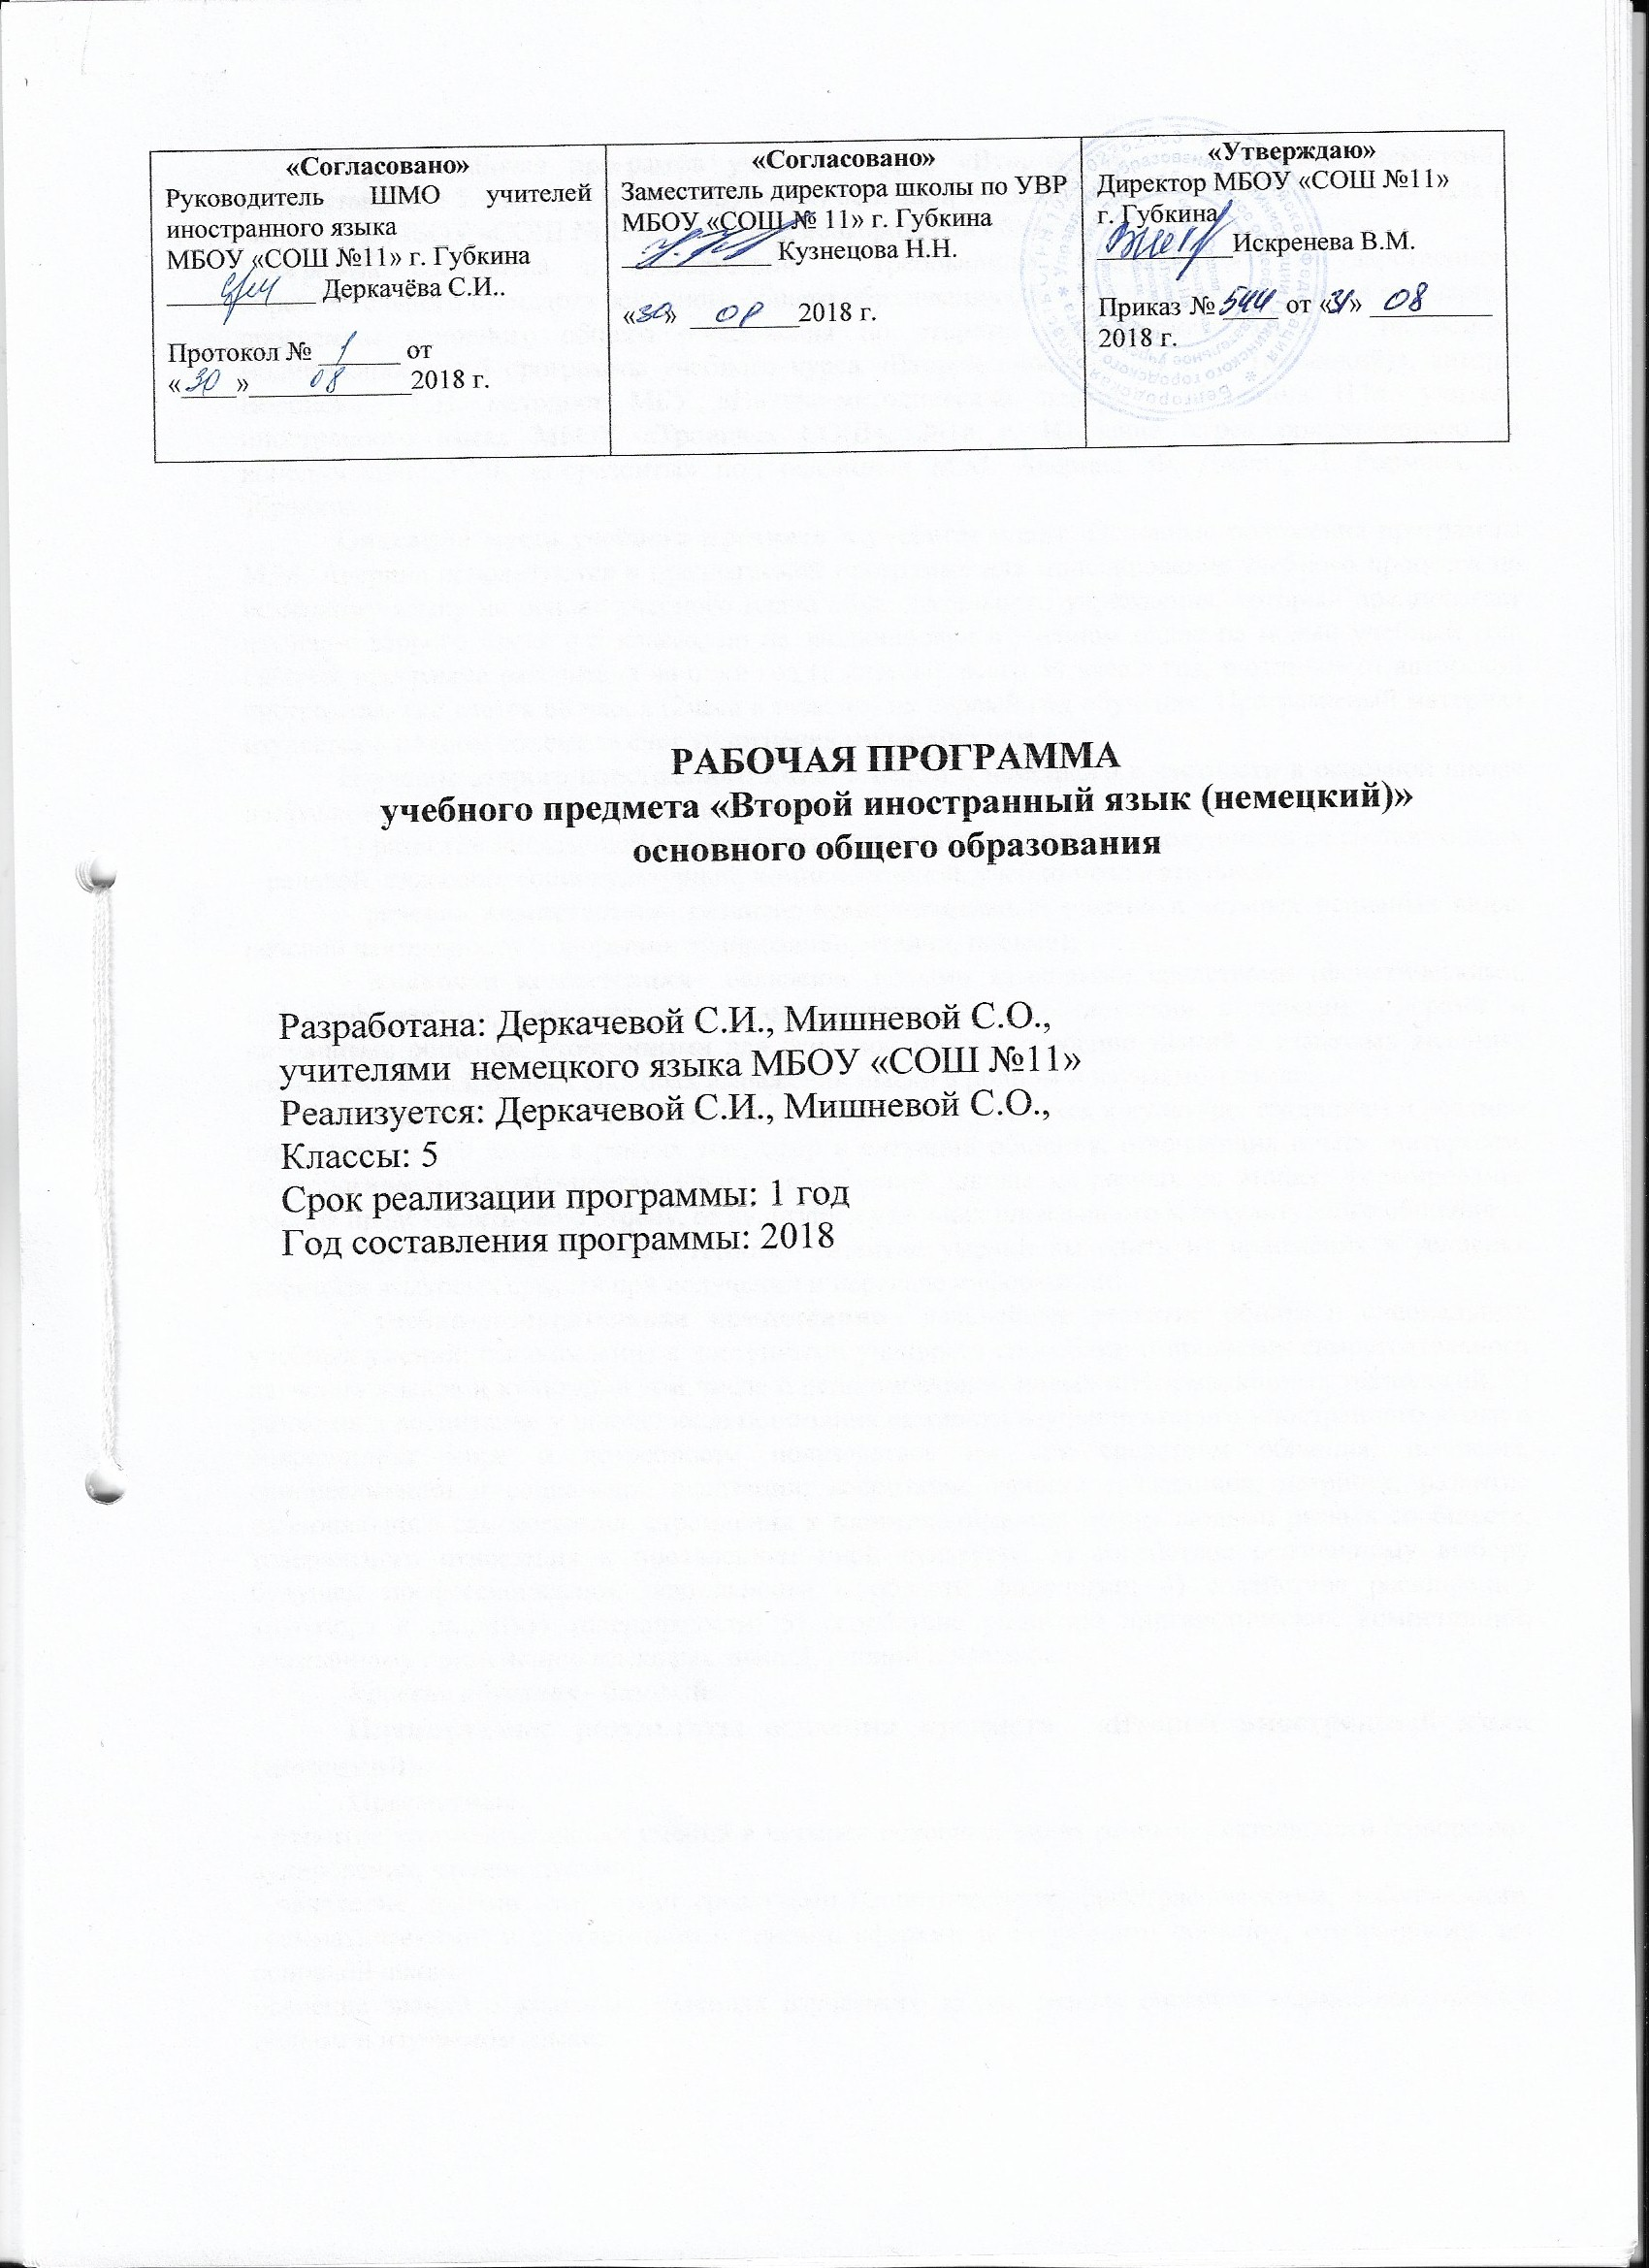 «Согласовано»
Руководитель ШМО учителей
иностранного языка
МБОУ «СОШ №11» г. Губкина
____________ Деркачёва С.И..
Протокол № 1 от
«30» 08 2018 г.
«Согласовано»
Заместитель директора школы по УВР
МБОУ «СОШ № 11» г. Губкина
____________ Кузнецова Н.Н.
«30» 08 2018 г.
«Утверждаю»
Директор МБОУ «СОШ №11»
г. Губкина
___________Искренева В.М.
Приказ № 544 от «31» 08
2018 г.
РАБОЧАЯ ПРОГРАММА
учебного предмета «Второй иностранный язык (немецкий)»
основного общего образования
Разработана: Деркачевой С.И., Мишневой С.О.,
учителями немецкого языка МБОУ «СОШ №11»
Реализуется: Деркачевой С.И., Мишневой С.О.,
Классы: 5
Срок реализации программы: 1 год
Год составления программы: 2018